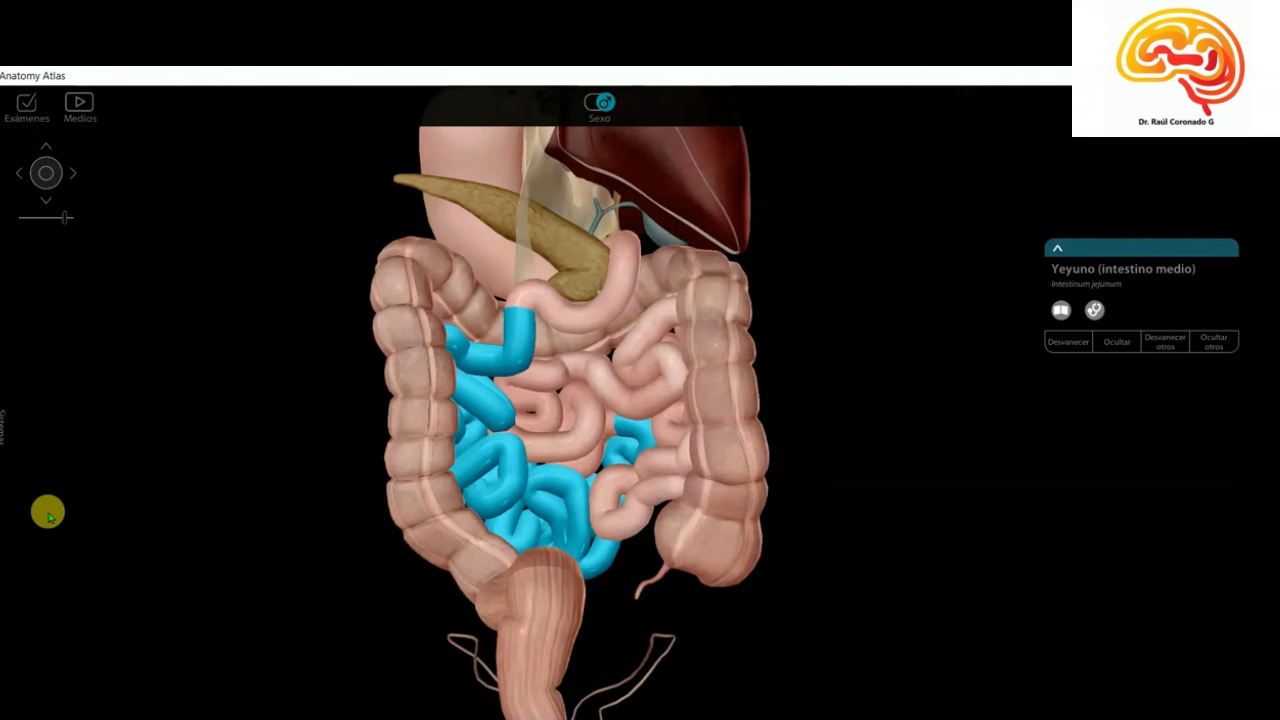 Dr. Raúl Coronado G
Anatomy Atlas
Exámenes
Medios
Sexo
Yeyuno (intestino medio)
Intestinum jejunum
Desvanecer
Ocultar
Desvanecer
otros
Ocultar
otros
Sistemas